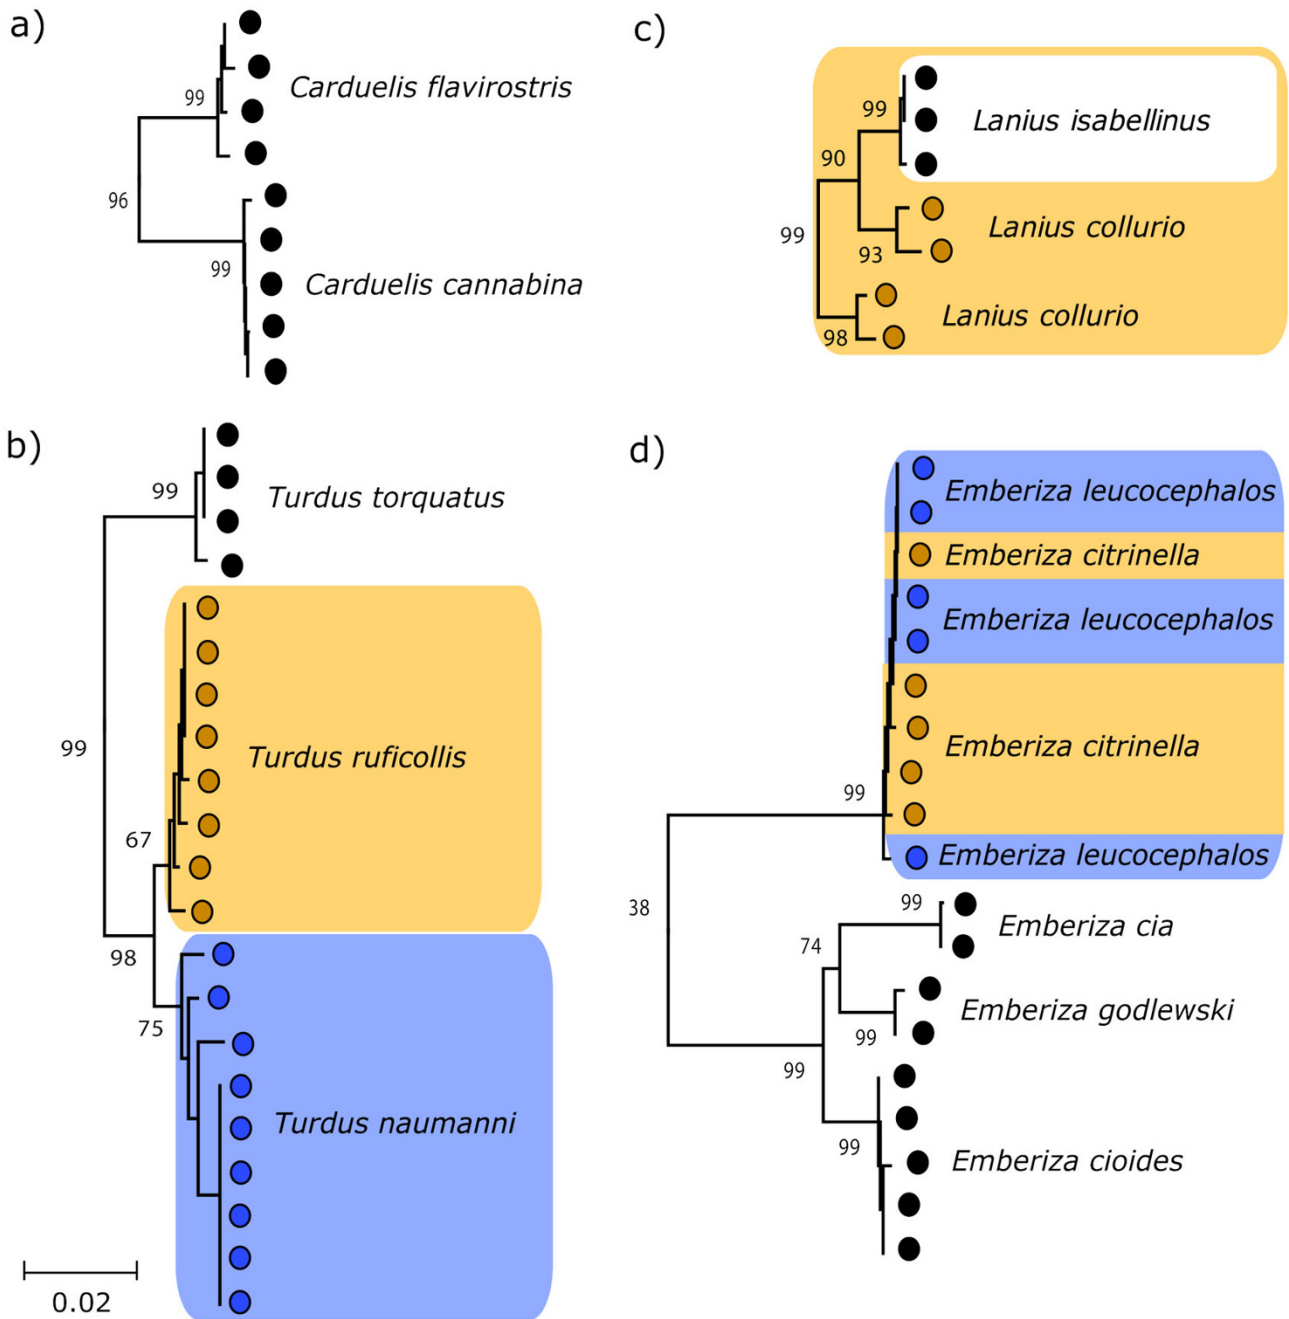 a)
99
Carduelis flavirostris
96
99
Carduelis cannabina
b)
99
Turdus torquatus
99
67
Turdus ruficollis
98
75
Turdus naumanni
0.02
c)
99
Lanius isabellinus
90
99
93
Lanius collurio
98
Lanius collurio
d)
Emberiza leucocephalos
Emberiza citrinella
Emberiza leucocephalos
Emberiza citrinella
99
Emberiza leucocephalos
38
99
Emberiza cia
74
99
Emberiza godlewski
99
99
Emberiza cioides